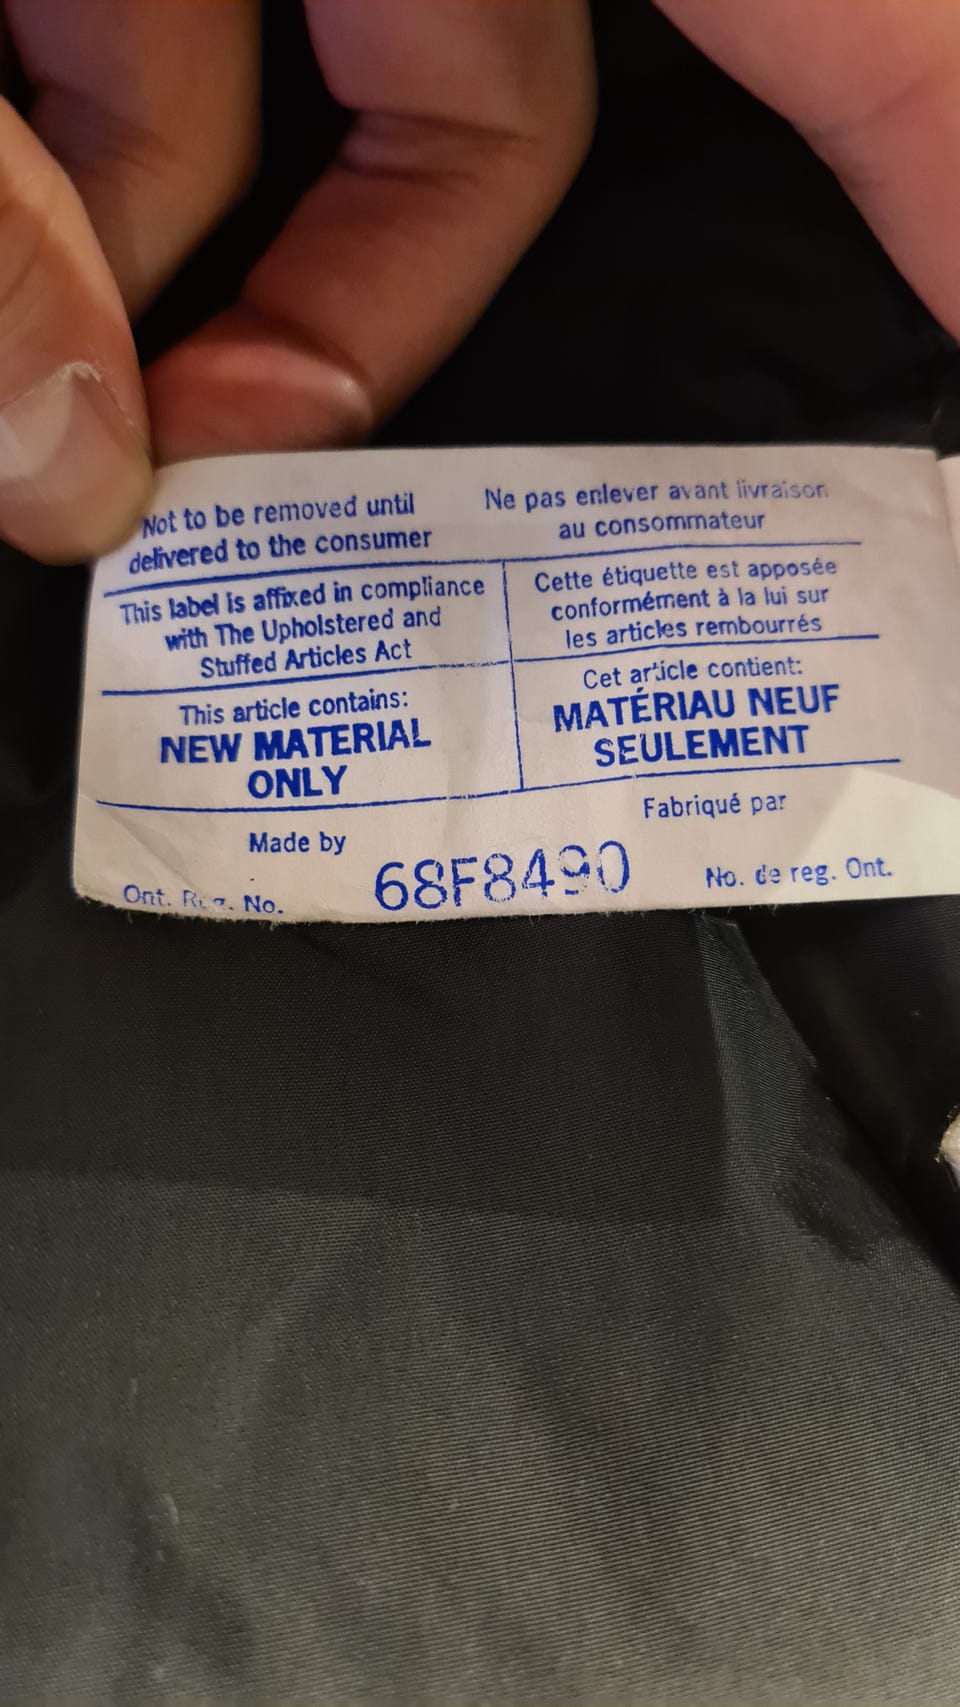 Not to be removed until
delivered to the consumer
Ne pas enlever avant livraison
au consommateur
This label is affixed in compliance
with The Upholstered and
Stuffed Articles Act
Cette étiquette est apposée
conformément à la lui sur
les articles rembourrés
This article contains:
NEW MATERIAL
ONLY
Cet article contient:
MATÉRIAU NEUF
SEULEMENT
Made by
Fabriqué par
Ont. Reg. No.
68F8490
No. de reg. Ont.